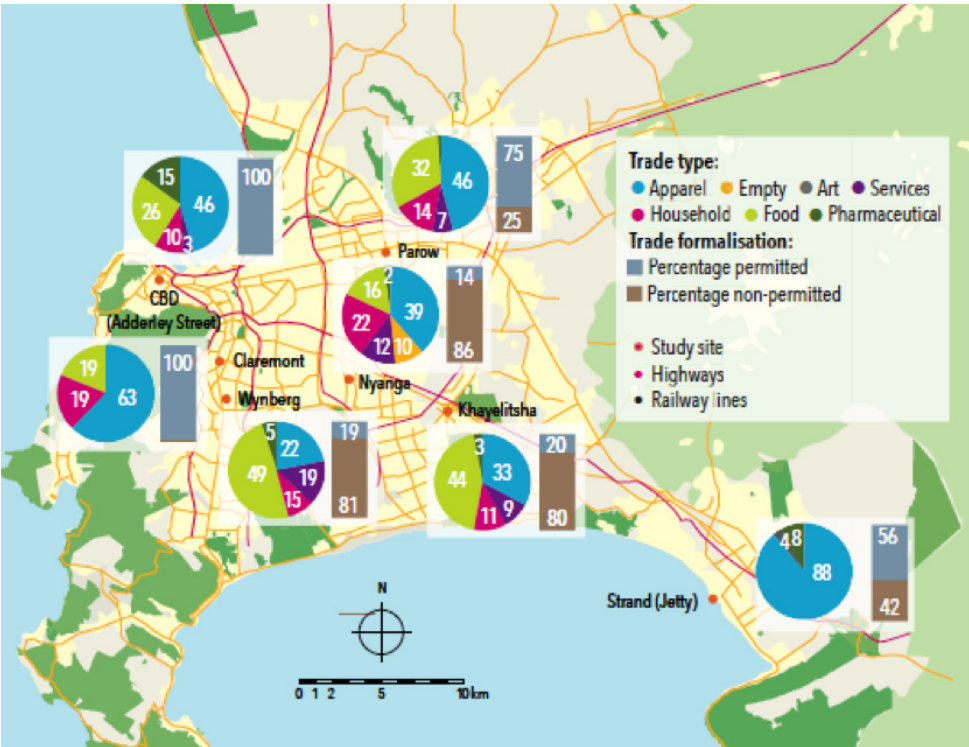 32
75
46
14
7
25
15
100
46
26
10
3
Trade type:
Apparel Empty Art Services
Household Food Pharmaceutical
Trade formalisation:
Percentage permitted
Percentage non-permitted
Study site
Highways
Railway lines
Parow
2
14
16
39
22
12
10
86
CBD
(Adderley Street)
Claremont
Wynberg
Nyanga
Khayelitsha
19
100
19
63
5
22
19
49
19
15
81
3
20
44
33
9
11
80
4
8
56
88
42
Strand (Jetty)
N
0 1 2 5 10km